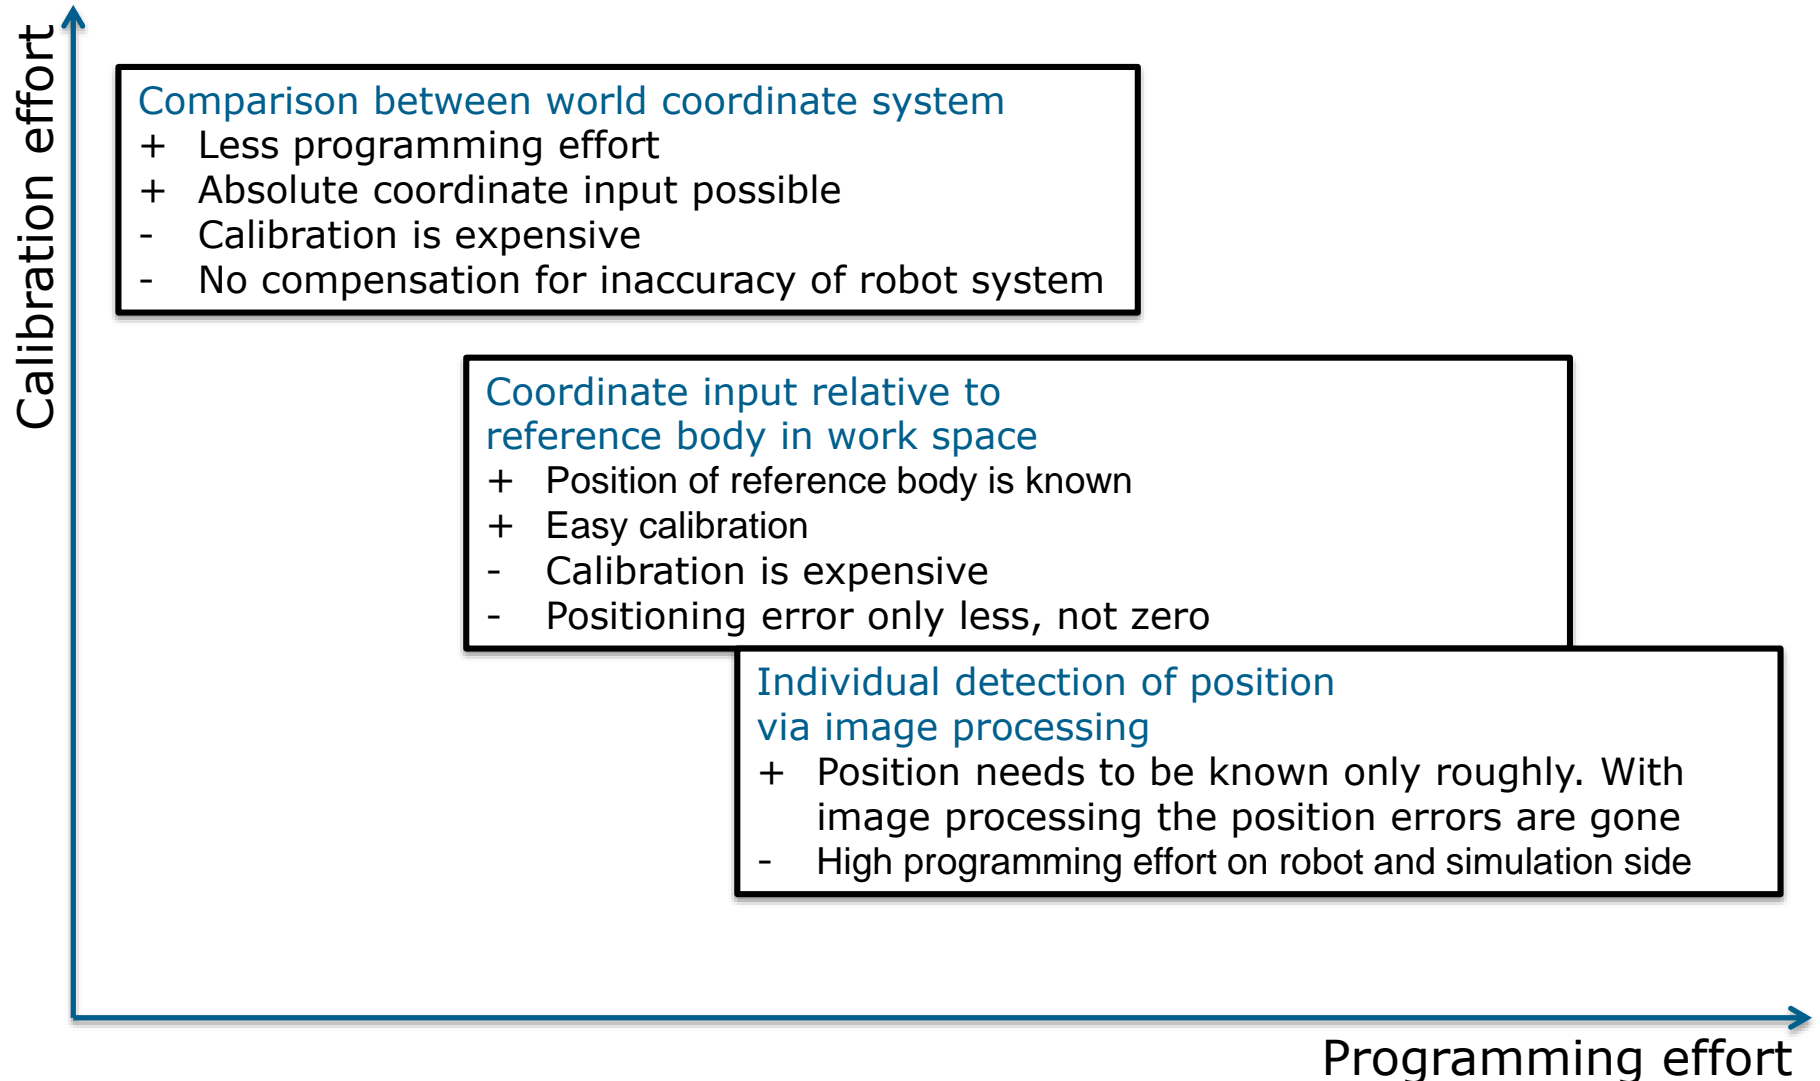 Calibration effort
Comparison between world coordinate system
+ Less programming effort
+ Absolute coordinate input possible
- Calibration is expensive
- No compensation for inaccuracy of robot system
Coordinate input relative to
reference body in work space
+ Position of reference body is known
+ Easy calibration
- Calibration is expensive
- Positioning error only less, not zero
Individual detection of position
via image processing
+ Position needs to be known only roughly. With
image processing the position errors are gone
- High programming effort on robot and simulation side
Programming effort